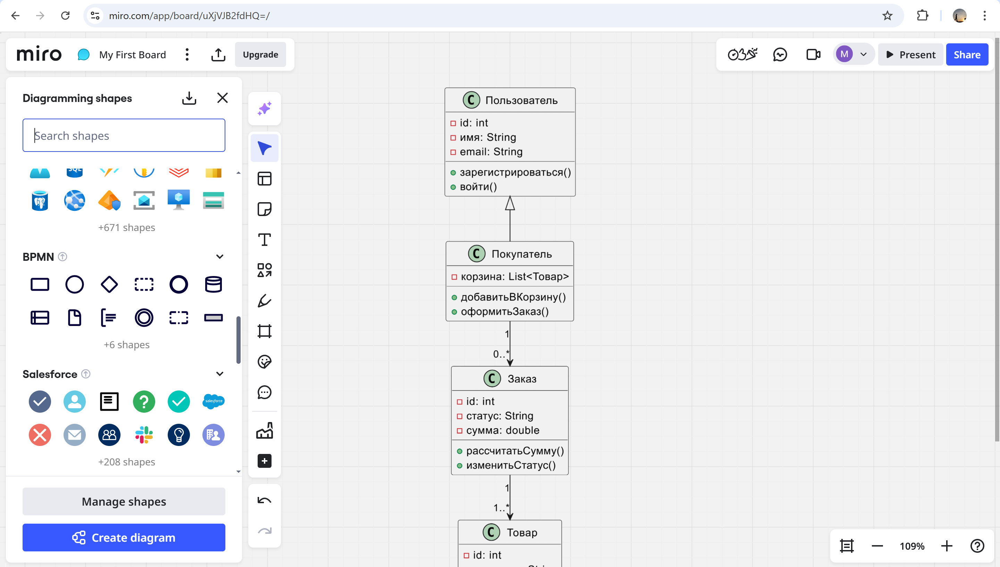 miro.com/app/board/uXjVJB2fdHQ=/
miro
My First Board
Upgrade
M
Present
Share
Diagramming shapes
Search shapes
SQL
+671 shapes
BPMN
+6 shapes
Salesforce
salesforce
+208 shapes
Manage shapes
Create diagram
C Пользователь
id: int
имя: String
email: String
зарегистрироваться()
войти()
C Покупатель
корзина: List<Товар>
добавитьВКорзину()
оформитьЗаказ()
1
0..*
C Заказ
id: int
статус: String
сумма: double
рассчитатьСумму()
изменитьСтатус()
1
1..*
C Товар
id: int
109%